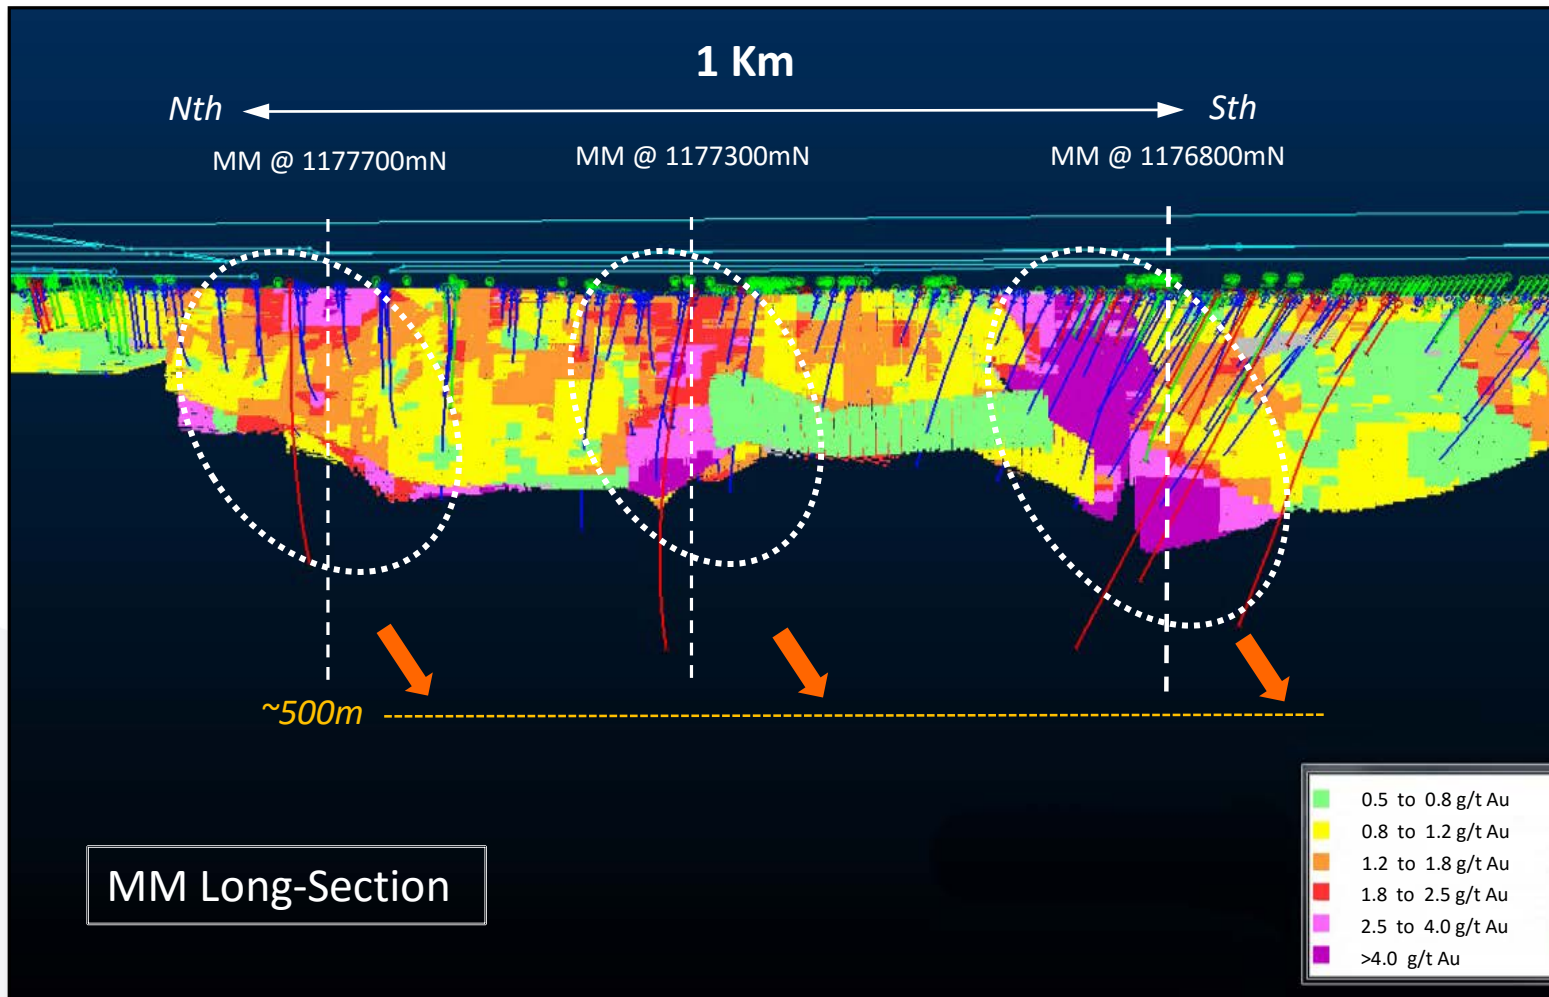 1 Km
Nth
Sth
MM @ 1177700mN
MM @ 1177300mN
MM @ 1176800mN
~500m
MM Long-Section
0.5 to 0.8 g/t Au
0.8 to 1.2 g/t Au
1.2 to 1.8 g/t Au
1.8 to 2.5 g/t Au
2.5 to 4.0 g/t Au
>4.0 g/t Au